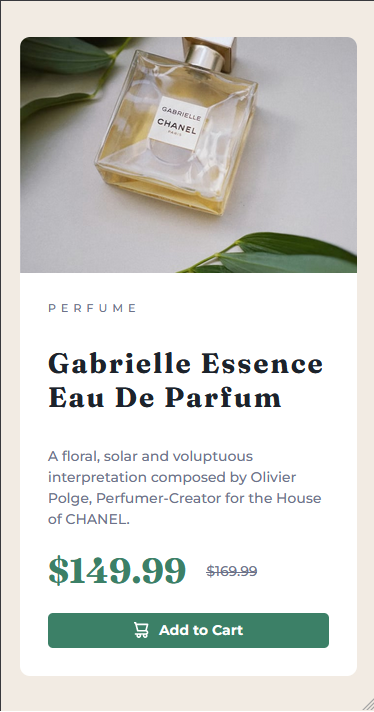 GABRIELLE
CHANEL
PARIS
PERFUME
Gabrielle Essence
Eau De Parfum
A floral, solar and voluptuous
interpretation composed by Olivier
Polge, Perfumer-Creator for the House
of CHANEL.
$149.99 $169.99
Add to Cart